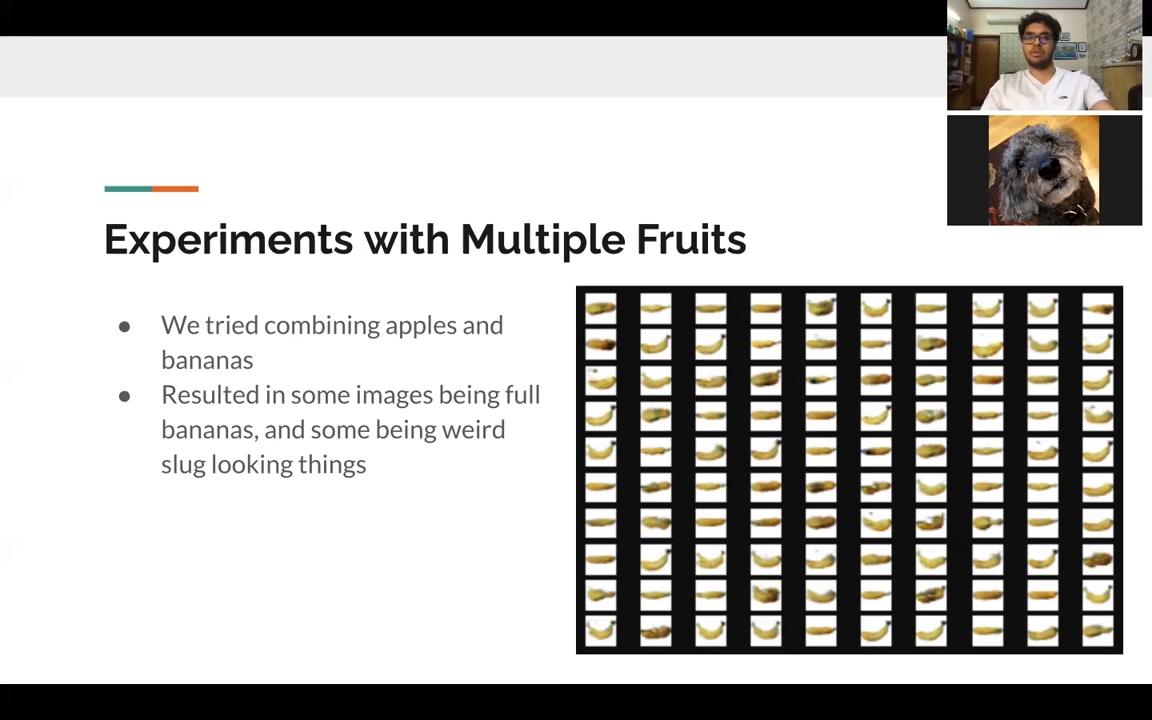 Experiments with Multiple Fruits
● We tried combining apples and
bananas
● Resulted in some images being full
bananas, and some being weird
slug looking things